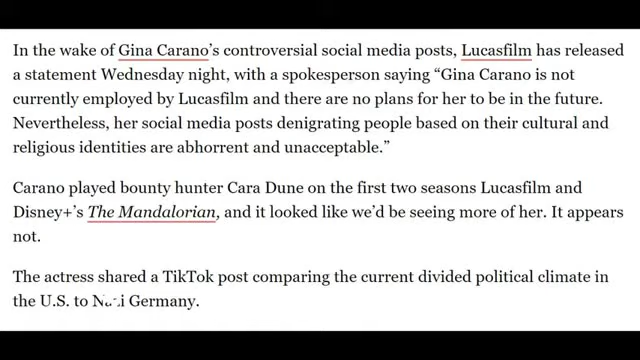 In the wake of Gina Carano's controversial social media posts, Lucasfilm has released
a statement Wednesday night, with a spokesperson saying “Gina Carano is not
currently employed by Lucasfilm and there are no plans for her to be in the future.
Nevertheless, her social media posts denigrating people based on their cultural and
religious identities are abhorrent and unacceptable.”
Carano played bounty hunter Cara Dune on the first two seasons Lucasfilm and
Disney+'s The Mandalorian, and it looked like we'd be seeing more of her. It appears
not.
The actress shared a TikTok post comparing the current divided political climate in
the U.S. to Germany.